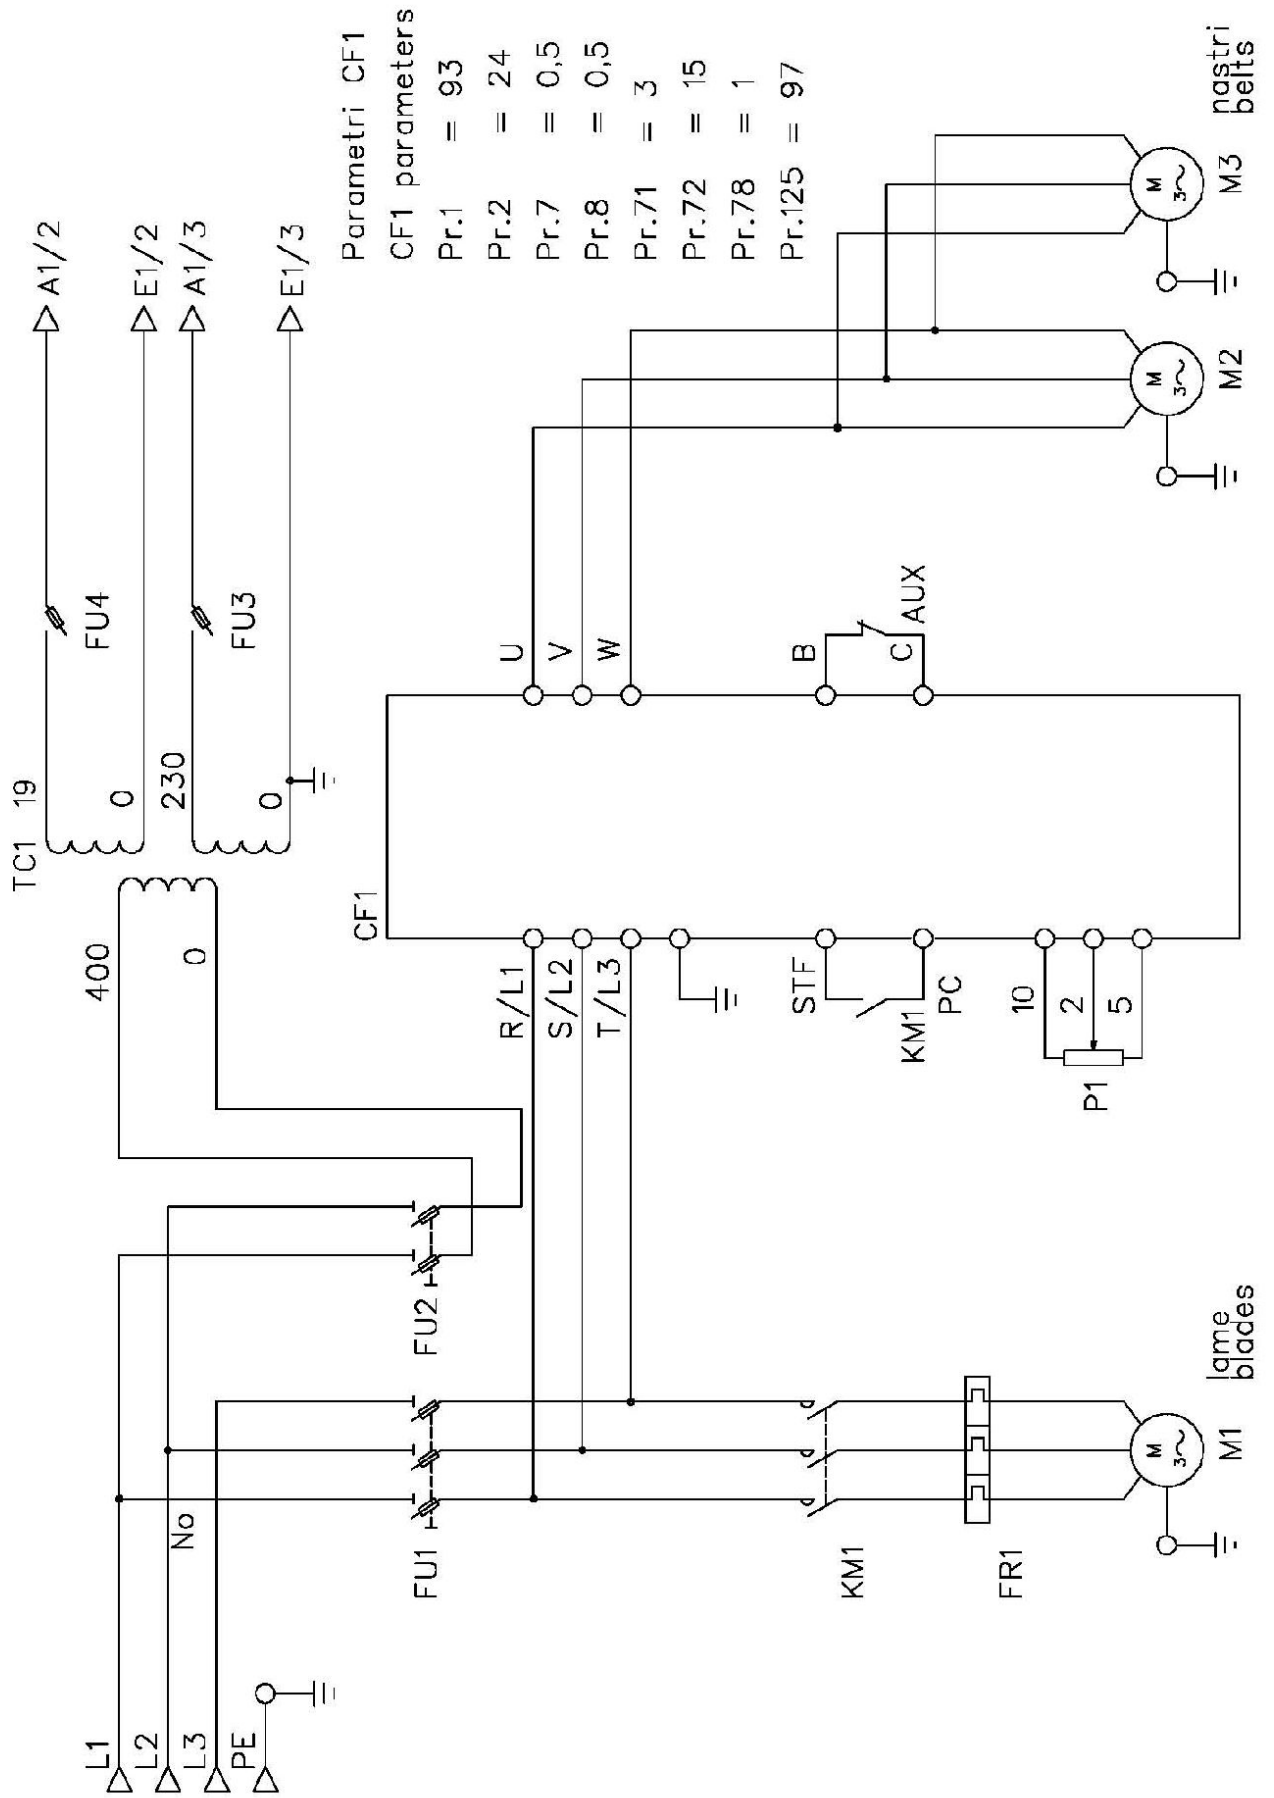 L1
L2
L3
PE
No
FU1
FU2
KM1
FR1
M
3~
M1
lame
blades
400
0
TC1
19
0
230
0
FU4
FU3
A1/2
E1/2
A1/3
E1/3
CF1
R/L1
S/L2
T/L3
STF
KM1
PC
10
2
5
P1
U
V
W
B
C
AUX
M
3~
M2
M
3~
M3
nastri
belts
Parametri CF1
CF1 parameters
Pr.1 = 93
Pr.2 = 24
Pr.7 = 0,5
Pr.8 = 0,5
Pr.71 = 3
Pr.72 = 15
Pr.78 = 1
Pr.125 = 97